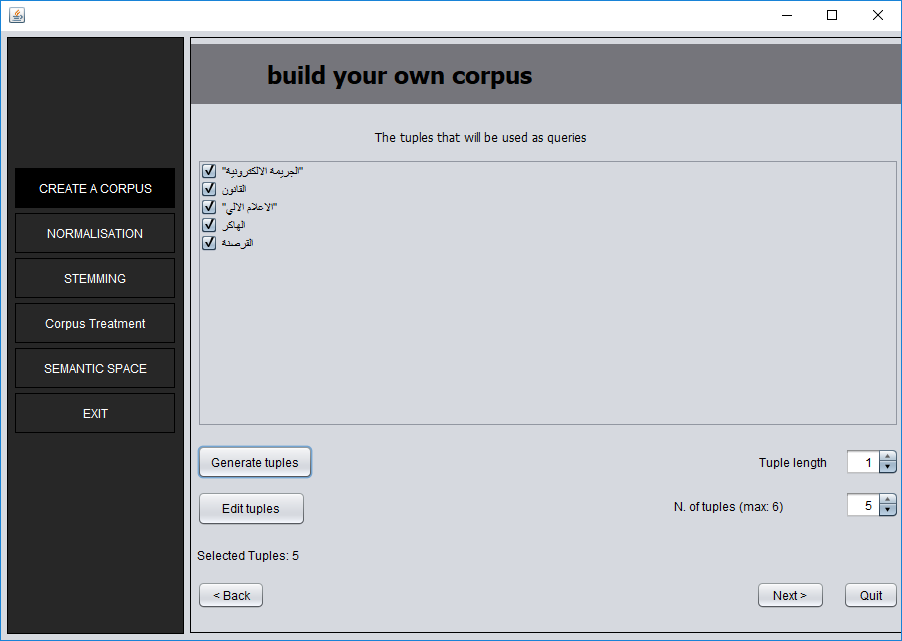 build your own corpus
The tuples that will be used as queries
"الجريمة الالكترونية"
القانون
"الاعلام الالي"
الهاكر
القرصنة
CREATE A CORPUS
NORMALISATION
STEMMING
Corpus Treatment
SEMANTIC SPACE
EXIT
Generate tuples
Tuple length
1
Edit tuples
N. of tuples (max: 6)
5
Selected Tuples: 5
< Back
Next >
Quit